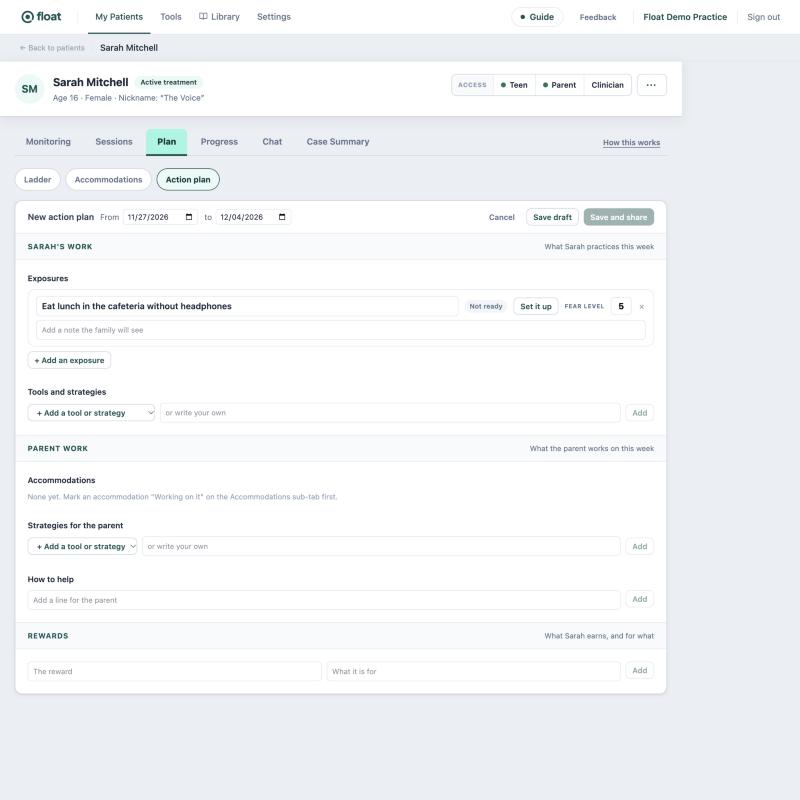 float
My Patients
Tools
Library
Settings
Guide
Feedback
Float Demo Practice
Sign out
← Back to patients
Sarah Mitchell
SM
Sarah Mitchell
Active treatment
Age 16 · Female · Nickname: "The Voice"
ACCESS
Teen
Parent
Clinician
···
Monitoring
Sessions
Plan
Progress
Chat
Case Summary
How this works
Ladder
Accommodations
Action plan
New action plan From 11/27/2026 to 12/04/2026
Cancel
Save draft
Save and share
SARAH'S WORK
What Sarah practices this week
Exposures
Eat lunch in the cafeteria without headphones
Not ready
Set it up
FEAR LEVEL
5
×
Add a note the family will see
+ Add an exposure
Tools and strategies
+ Add a tool or strategy
or write your own
Add
PARENT WORK
What the parent works on this week
Accommodations
None yet. Mark an accommodation "Working on it" on the Accommodations sub-tab first.
Strategies for the parent
+ Add a tool or strategy
or write your own
Add
How to help
Add a line for the parent
Add
REWARDS
What Sarah earns, and for what
The reward
What it is for
Add